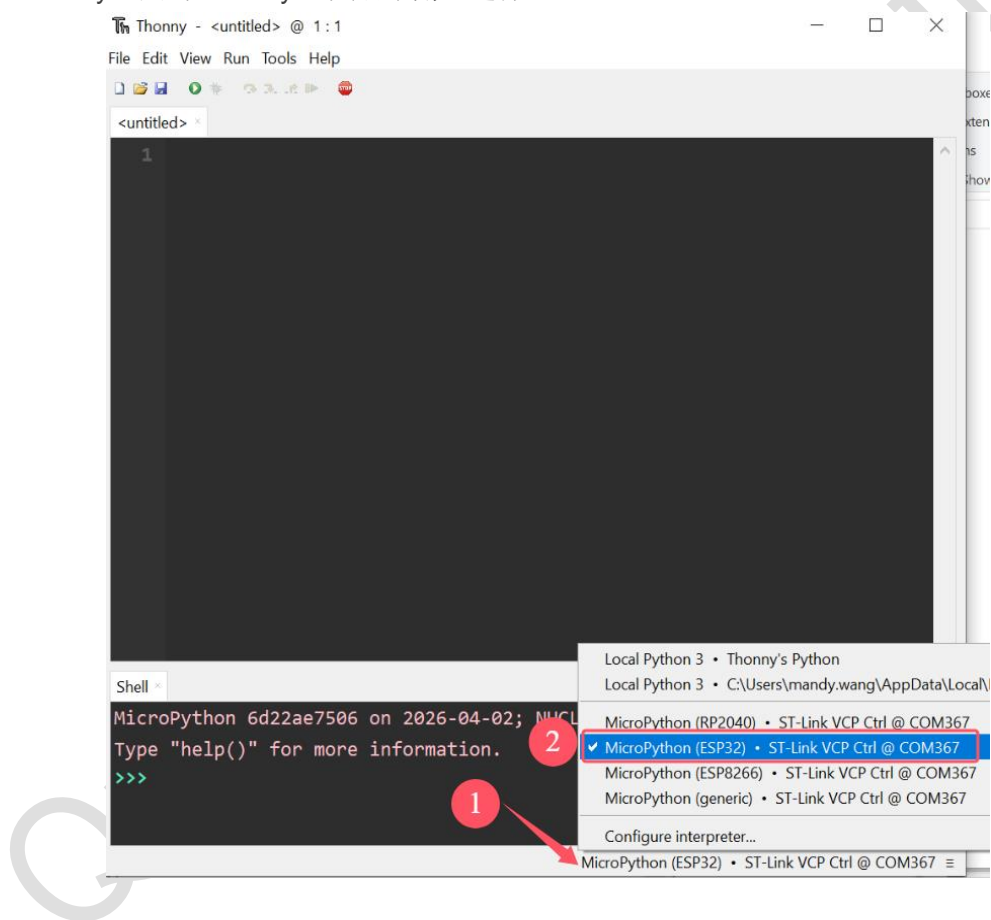 Thonny - <untitled> @ 1:1
File Edit View Run Tools Help
<untitled>
1
Local Python 3 • Thonny's Python
Shell
Local Python 3 • C:\Users\mandy.wang\AppData\Local\
MicroPython 6d22ae7506 on 2026-04-02; NUCL
MicroPython (RP2040) • ST-Link VCP Ctrl @ COM367
Type "help()" for more information.
2
MicroPython (ESP32) • ST-Link VCP Ctrl @ COM367
>>>
MicroPython (ESP8266) • ST-Link VCP Ctrl @ COM367
1
MicroPython (generic) • ST-Link VCP Ctrl @ COM367
Configure interpreter...
MicroPython (ESP32) • ST-Link VCP Ctrl @ COM367 ≡